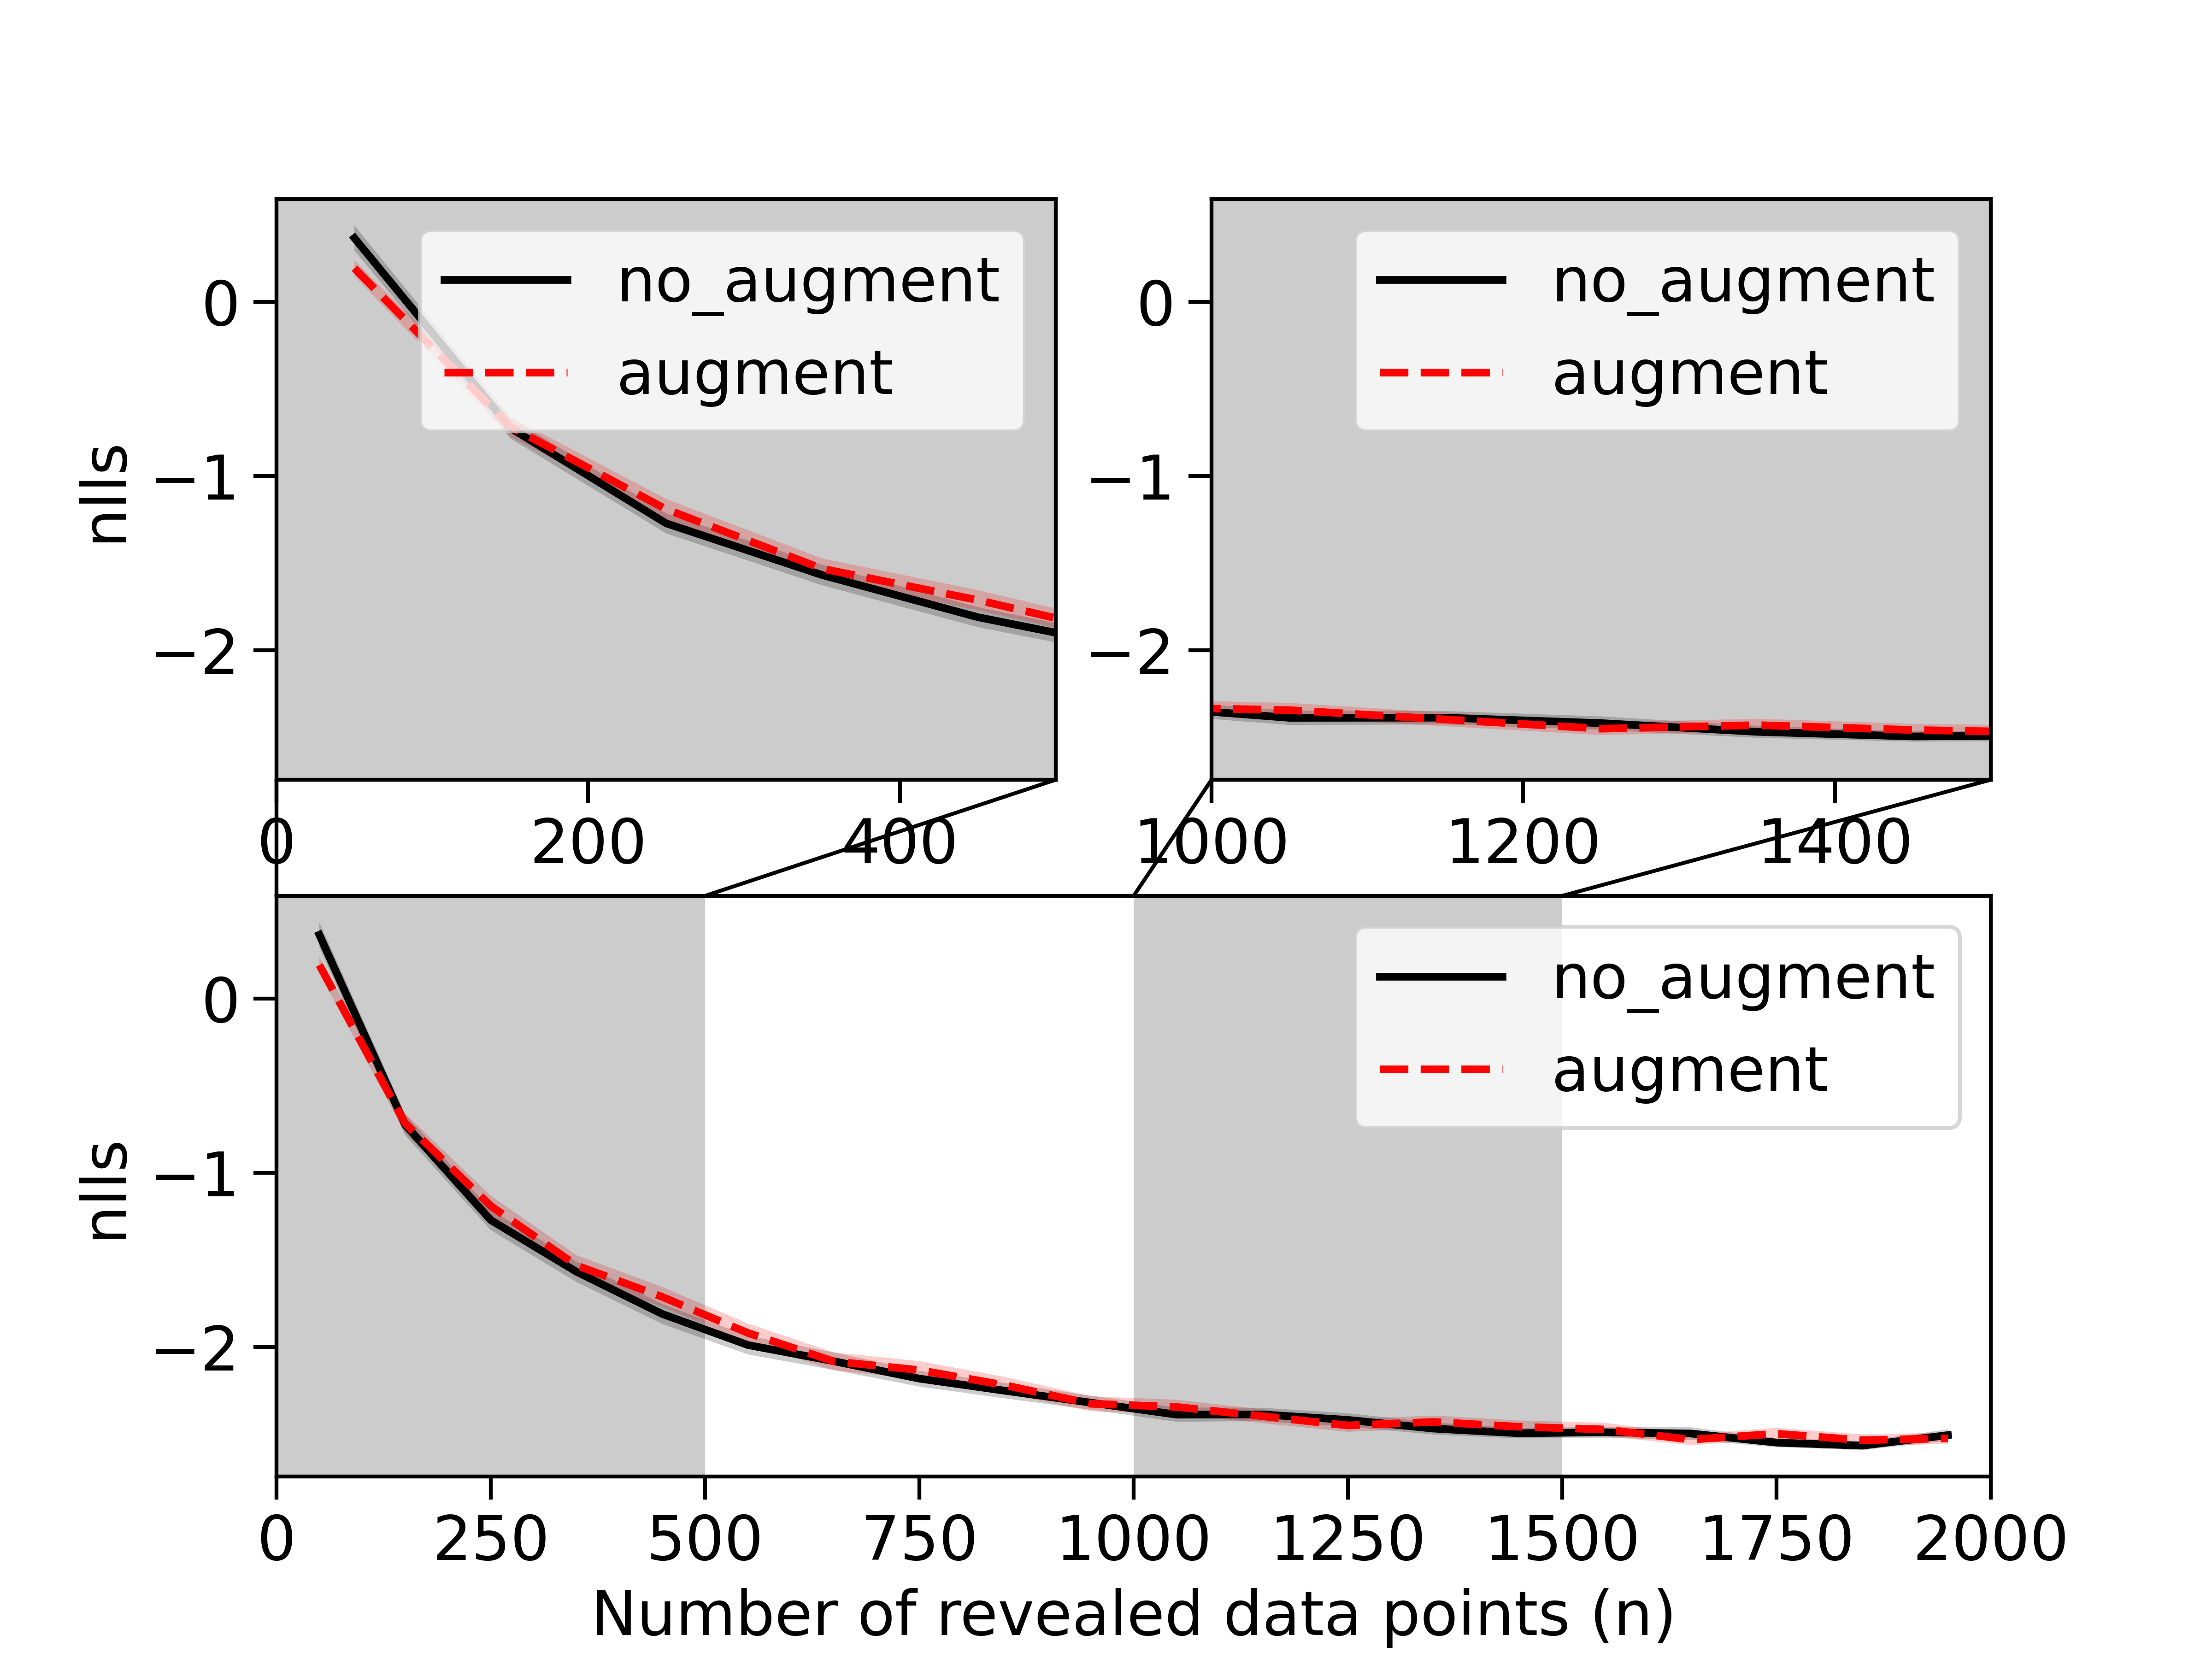 no_augment
augment
0
−1
−2
nlls
0 200 400
no_augment
augment
0
−1
−2
1000 1200 1400
no_augment
augment
0
−1
−2
nlls
0 250 500 750 1000 1250 1500 1750 2000
Number of revealed data points (n)